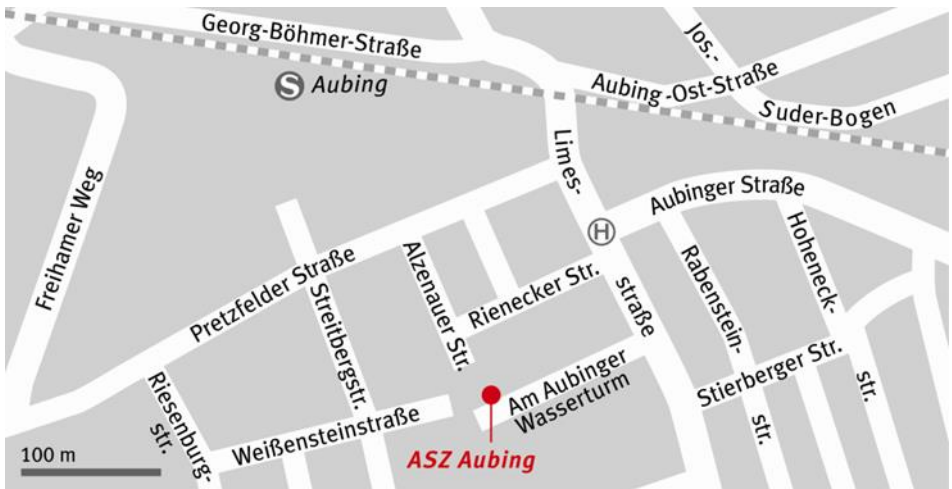 Georg-Böhmer-Straße
S Aubing
Aubing-Ost-Straße
Jos.-
Suder-Bogen
Limes-
straße
H
Aubinger Straße
Freihamer Weg
Pretzfelder Straße
Streitbergstr.
Alzenauer Str.
Rienecker Str.
Rabenstein-
str.
Hoheneck-
str.
Stierberger Str.
Am Aubinger
Wasserturm
Riesenburg-
str.
Weißensteinstraße
ASZ Aubing
100 m